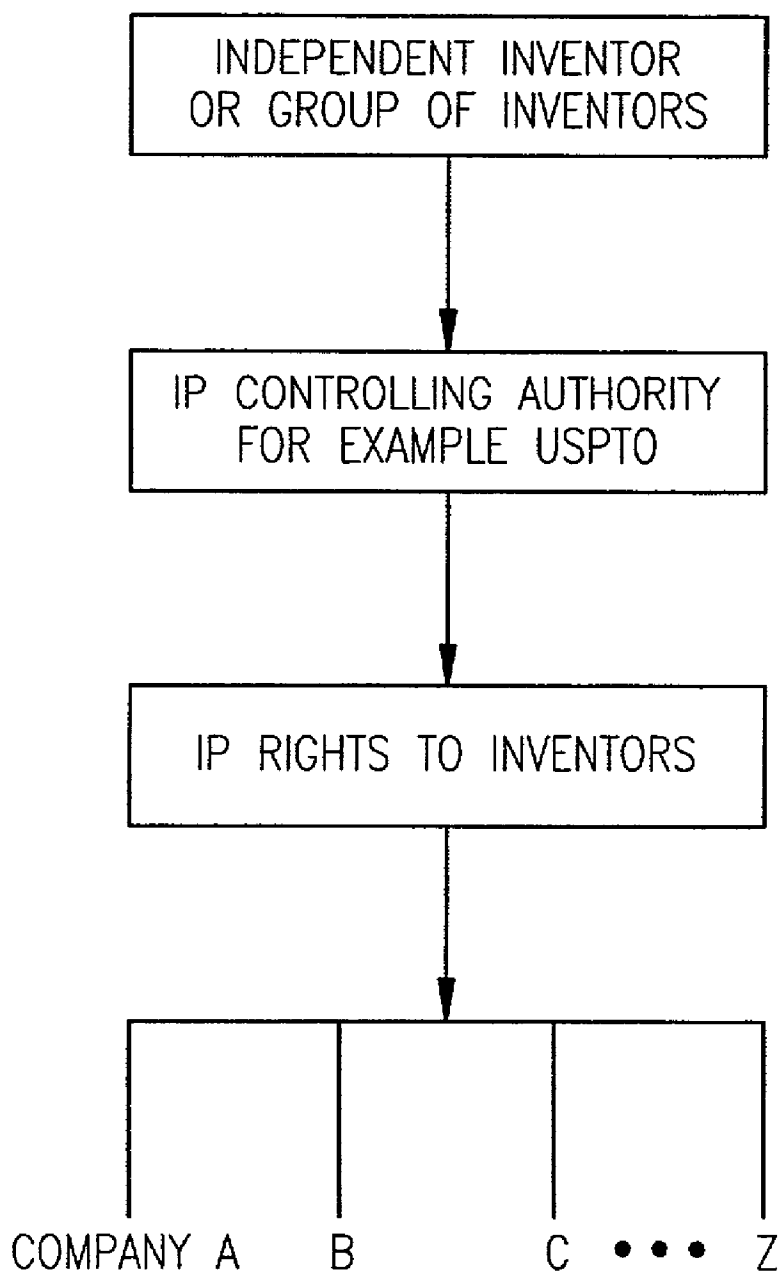 INDEPENDENT INVENTOR
OR GROUP OF INVENTORS
IP CONTROLLING AUTHORITY
FOR EXAMPLE USPTO
IP RIGHTS TO INVENTORS
COMPANY A B C ••• Z